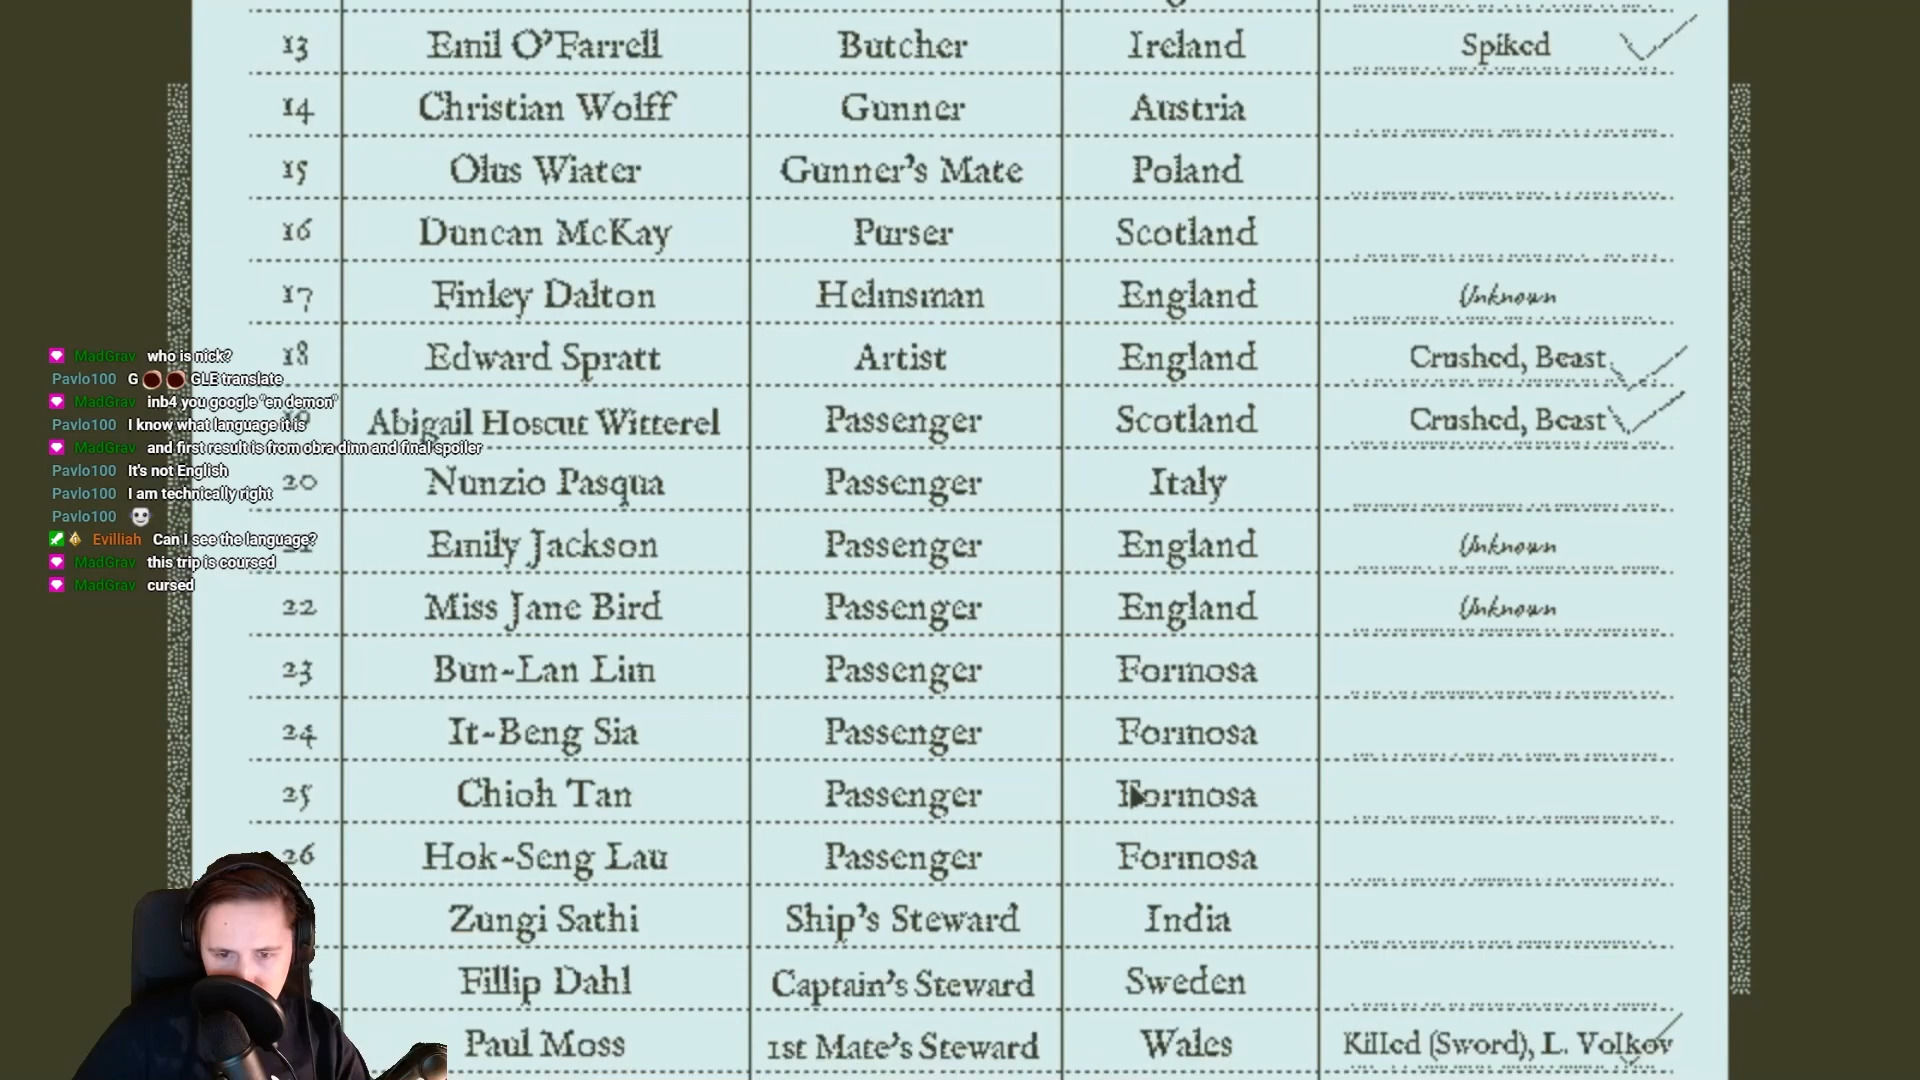 13 Emil O'Farrell Butcher Ireland Spiked
14 Christian Wolff Gunner Austria
15 Olus Wiater Gunner's Mate Poland
16 Duncan McKay Purser Scotland
17 Finley Dalton Helmsman England Unknown
18 Edward Spratt Artist England Crushed, Beast
Abigail Hoscut Witterel Passenger Scotland Crushed, Beast
20 Nunzio Pasqua Passenger Italy
21 Emily Jackson Passenger England Unknown
22 Miss Jane Bird Passenger England Unknown
23 Bun-Lan Lim Passenger Formosa
24 It-Beng Sia Passenger Formosa
25 Chioh Tan Passenger Formosa
26 Hok-Seng Lau Passenger Formosa
Zungi Sathi Ship's Steward India
Fillip Dahl Captain's Steward Sweden
Paul Moss 1st Mate's Steward Wales Killed (Sword), L. Volkov
MadGrav who is nick?
Pavlo100 G GLE translate
MadGrav inb4 you google "en demon"
Pavlo100 I know what language it is
MadGrav and first result is from obra dinn and final spoiler
Pavlo100 It's not English
Pavlo100 I am technically right
Pavlo100
Evilliah Can I see the language?
MadGrav this trip is coursed
MadGrav cursed